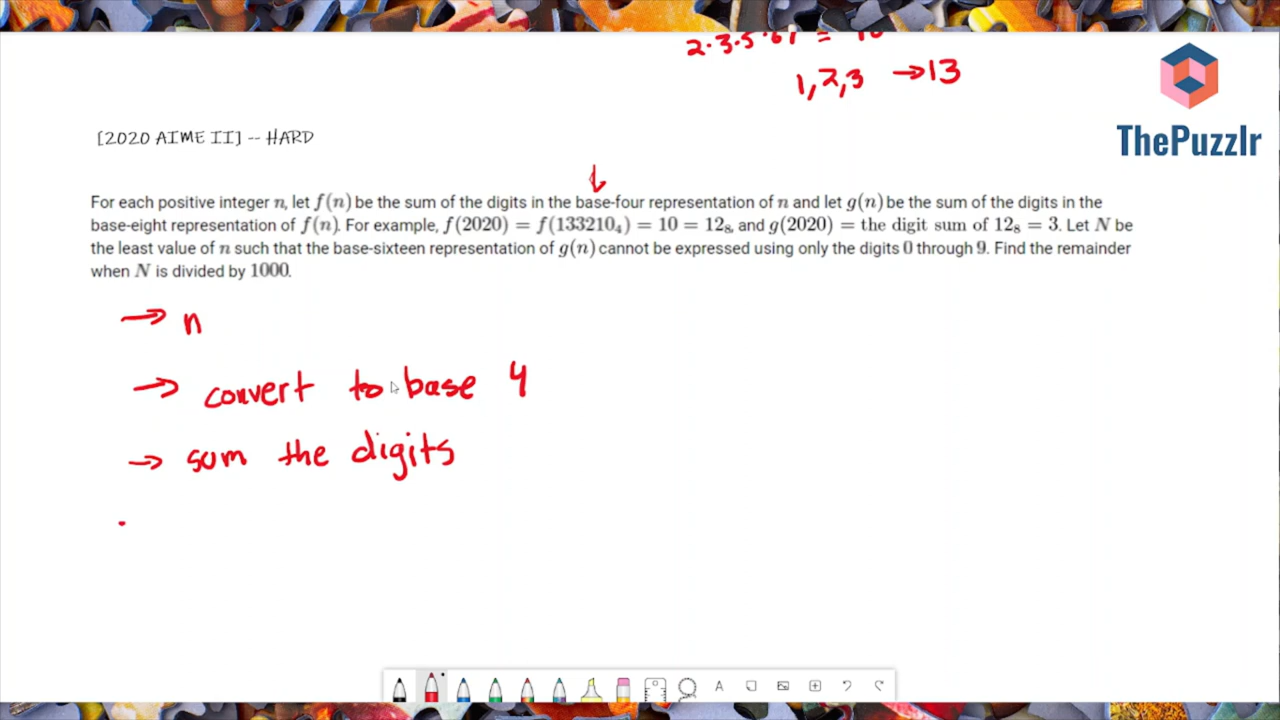 1,2,3 → 13
ThePuzzlr
[2020 AIME II] -- HARD
For each positive integer n, let f(n) be the sum of the digits in the base-four representation of n and let g(n) be the sum of the digits in the
base-eight representation of f(n). For example, f(2020) = f(133210₄) = 10 = 12₈, and g(2020) = the digit sum of 12₈ = 3. Let N be
the least value of n such that the base-sixteen representation of g(n) cannot be expressed using only the digits 0 through 9. Find the remainder
when N is divided by 1000.
→ n
→ convert to base 4
→ sum the digits
A